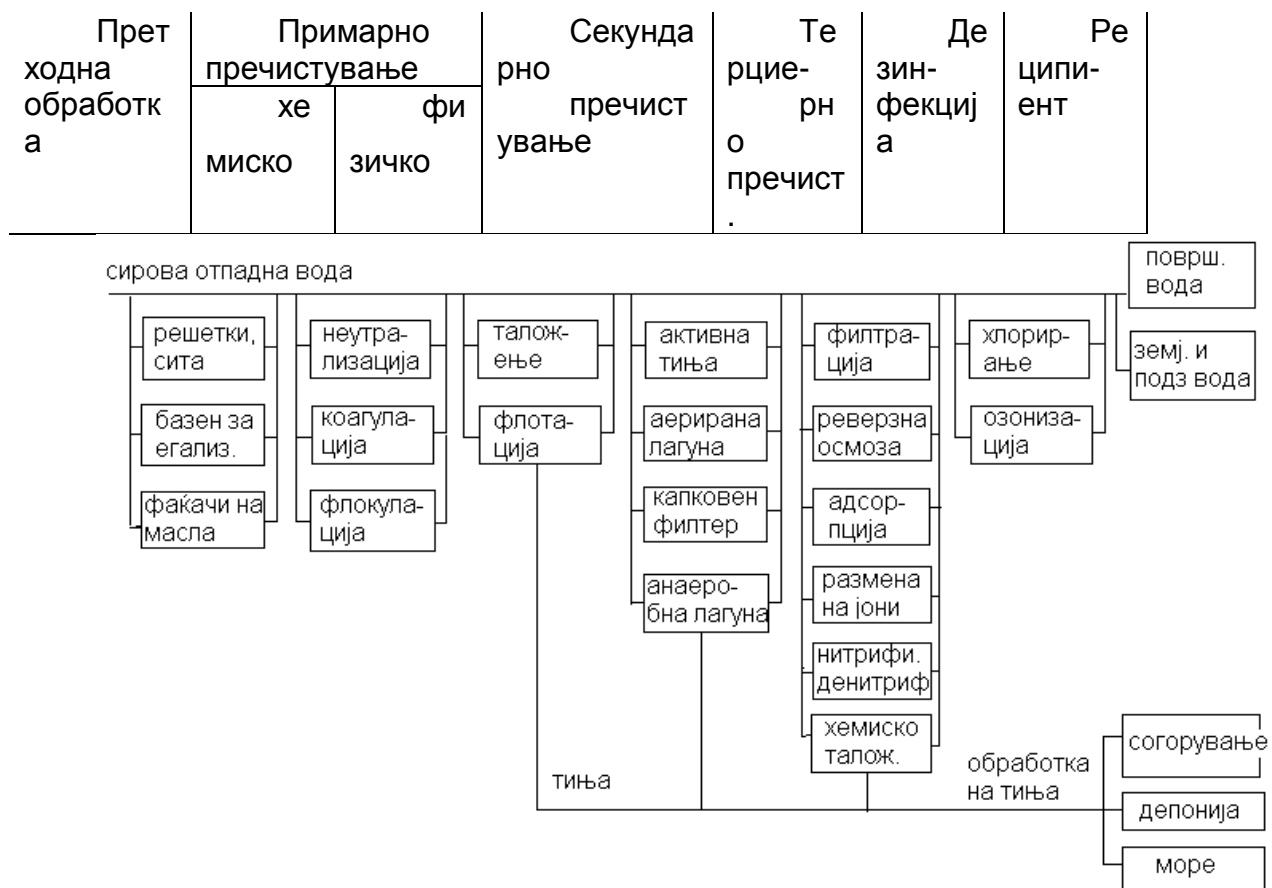 Прет
ходна
обработк
а
Примарно
пречистување
хе
миско
фи
зичко
Секунда
рно
пречист
ување
Те
рцие-
рн
о
пречист
.
Де
зин-
фекциј
а
Ре
ципи-
ент
сирова отпадна вода
површ.
вода
земј. и
подз вода
решетки,
сита
базен за
егализ.
фаќачи на
масла
неутра-
лизација
коагула-
ција
флокула-
ција
талож-
ење
флота-
ција
активна
тиња
аерирана
лагуна
капковен
филтер
анаеро-
бна лагуна
филтра-
ција
реверзна
осмоза
адсор-
пција
размена
на јони
нитрифи.
денитриф
хемиско
талож.
хлорир-
ање
озониза-
ција
тиња
обработка
на тиња
согорување
депонија
море